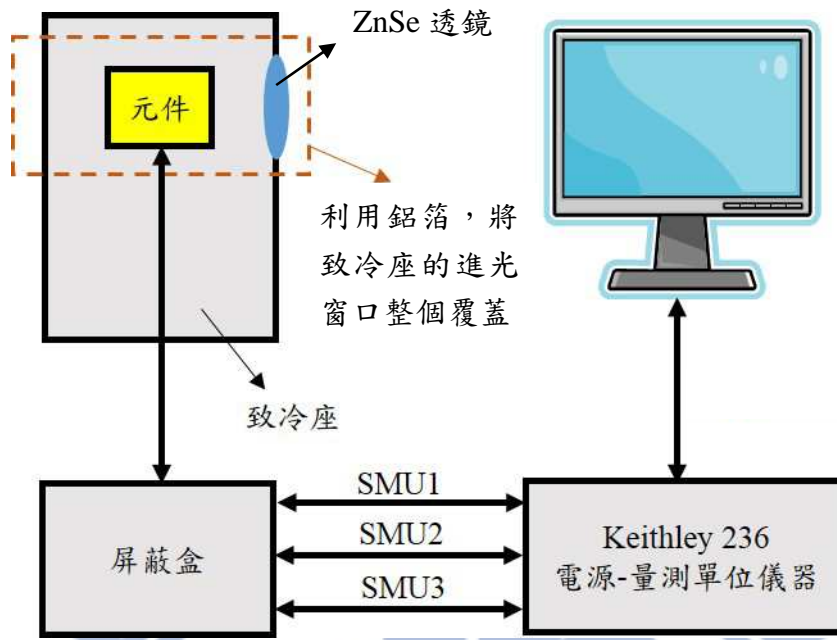 ZnSe 透鏡
元件
利用鋁箔，將
致冷座的進光
窗口整個覆蓋
致冷座
SMU1
SMU2
SMU3
屏蔽盒
Keithley 236
電源-量測單位儀器